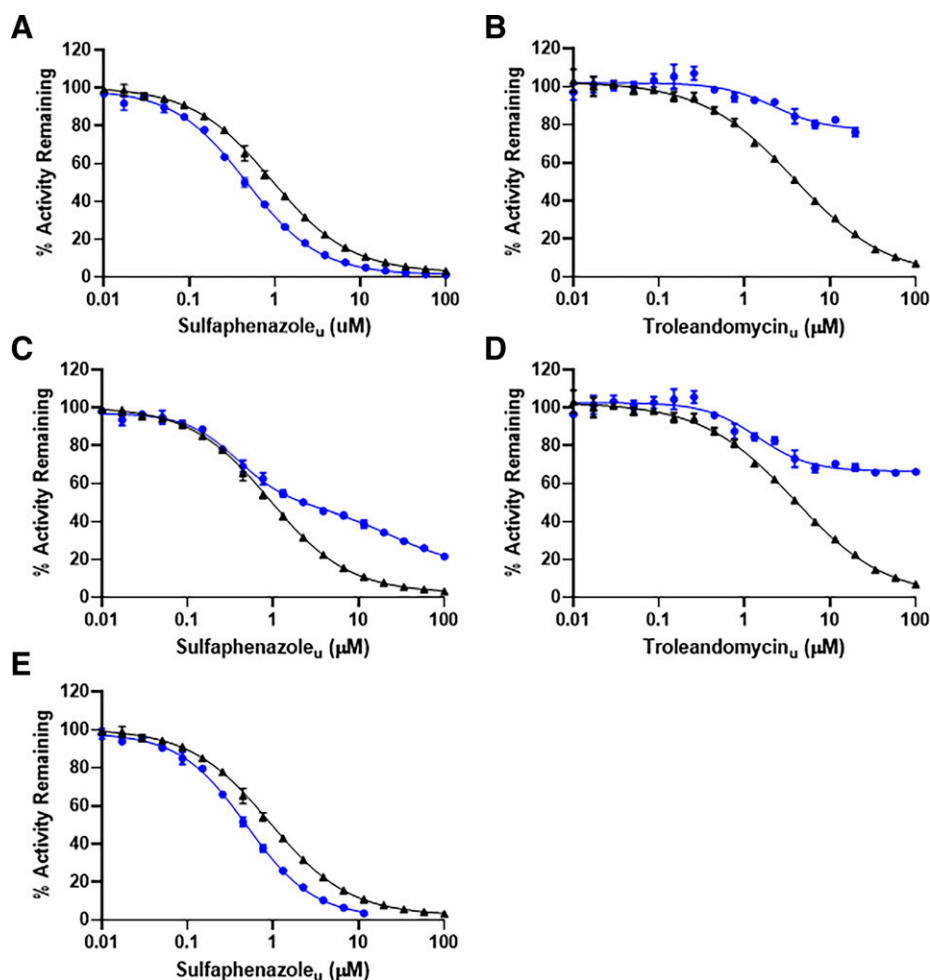 A
% Activity Remaining
120
100
80
60
40
20
0
0.01 0.1 1 10 100
Sulfaphenazoleu (uM)
B
% Activity Remaining
120
100
80
60
40
20
0
0.01 0.1 1 10 100
Troleandomycinu (μM)
C
% Activity Remaining
120
100
80
60
40
20
0
0.01 0.1 1 10 100
Sulfaphenazoleu (μM)
D
% Activity Remaining
120
100
80
60
40
20
0
0.01 0.1 1 10 100
Troleandomycinu (μM)
E
% Activity Remaining
120
100
80
60
40
20
0
0.01 0.1 1 10 100
Sulfaphenazoleu (μM)